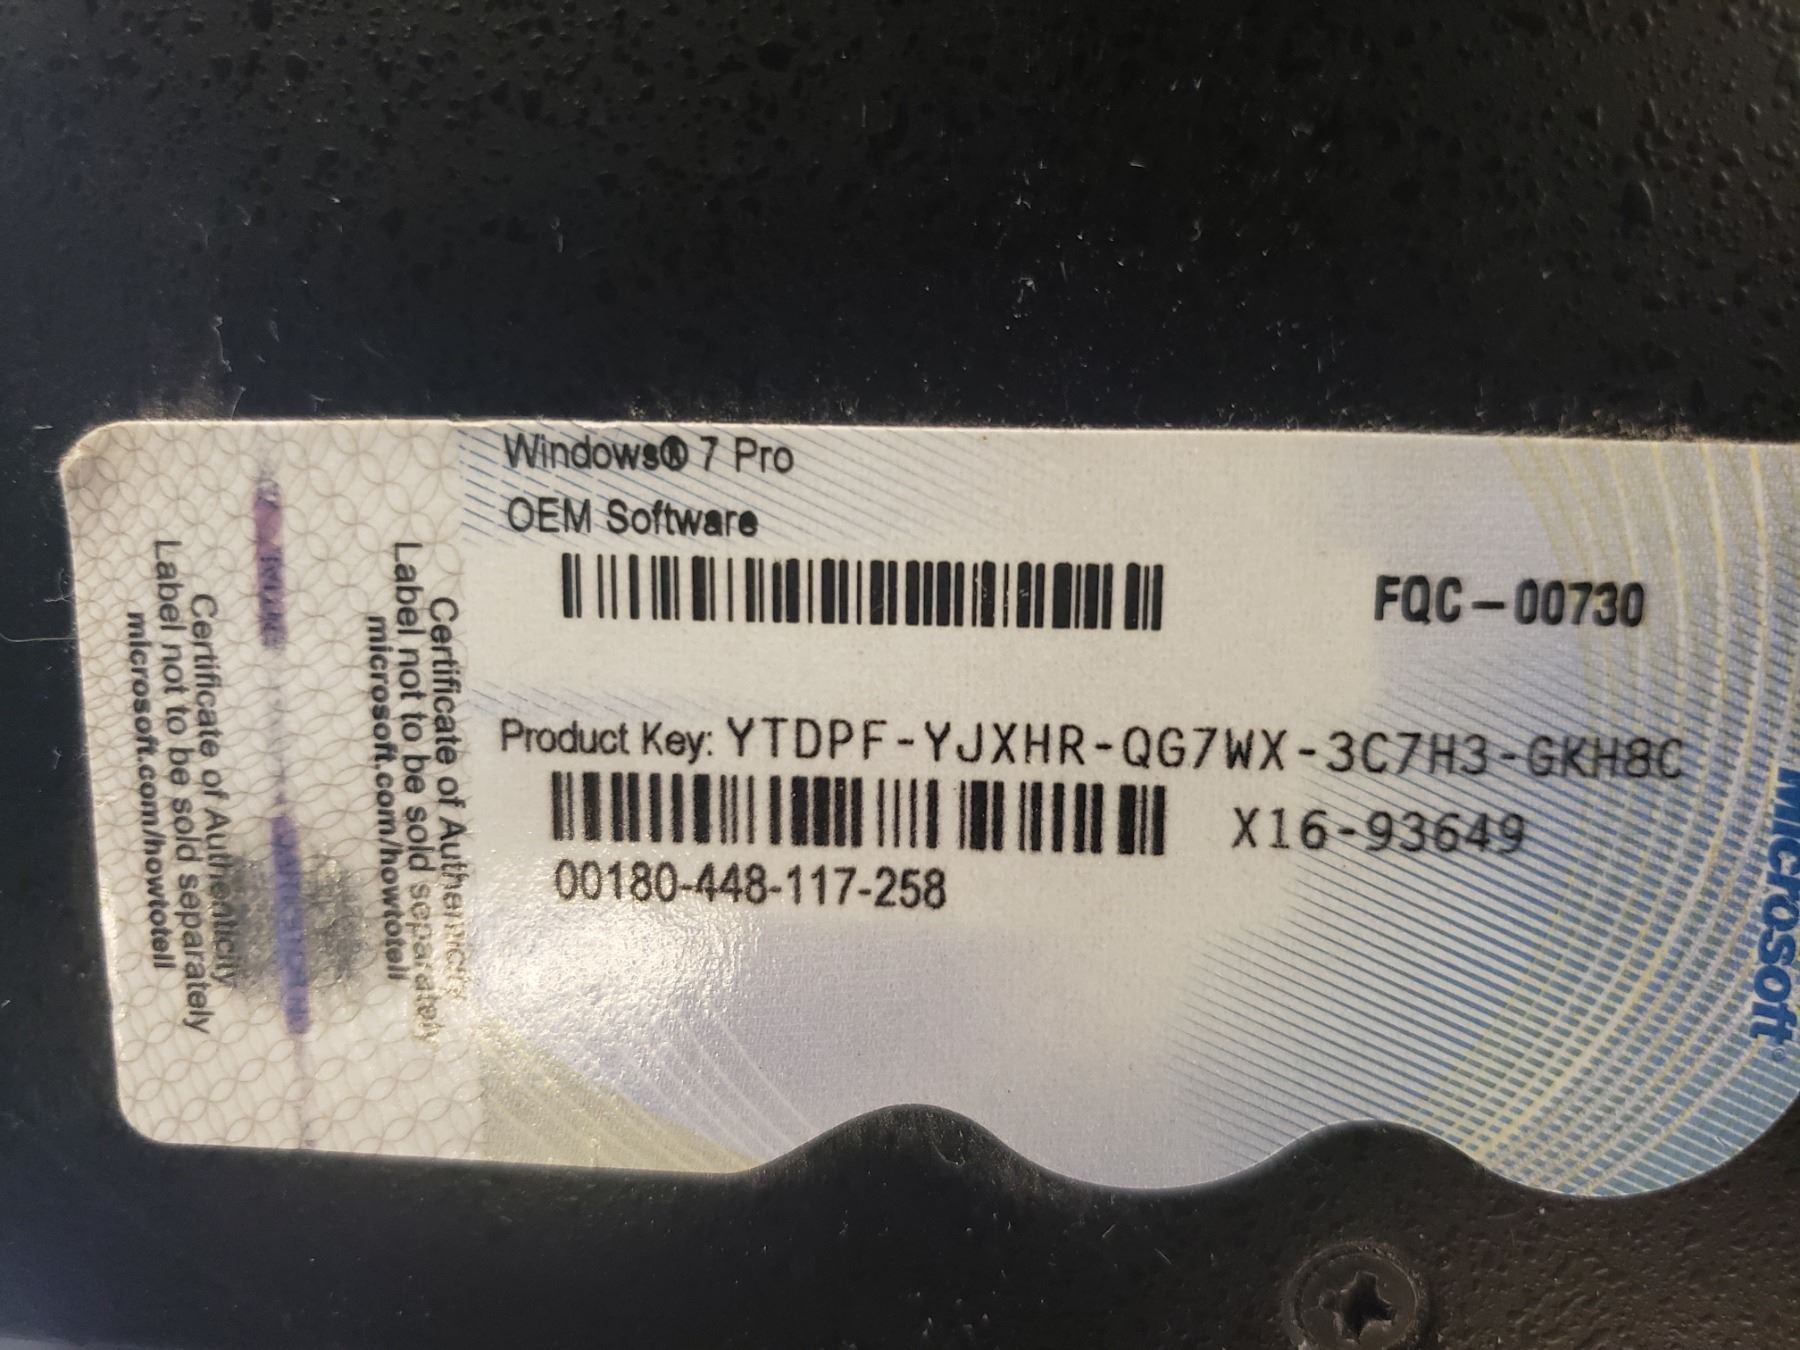 Windows® 7 Pro
OEM Software
FQC-00730
Product Key: YTDPF-YJXHR-QG7WX-3C7H3-GKH8C
X16-93649
00180-448-117-258
Certificate of Authenticity
Label not to be sold separately
microsoft.com/howtotell
Certificate of Authenticity
Label not to be sold separately
microsoft.com/howtotell
Microsoft®